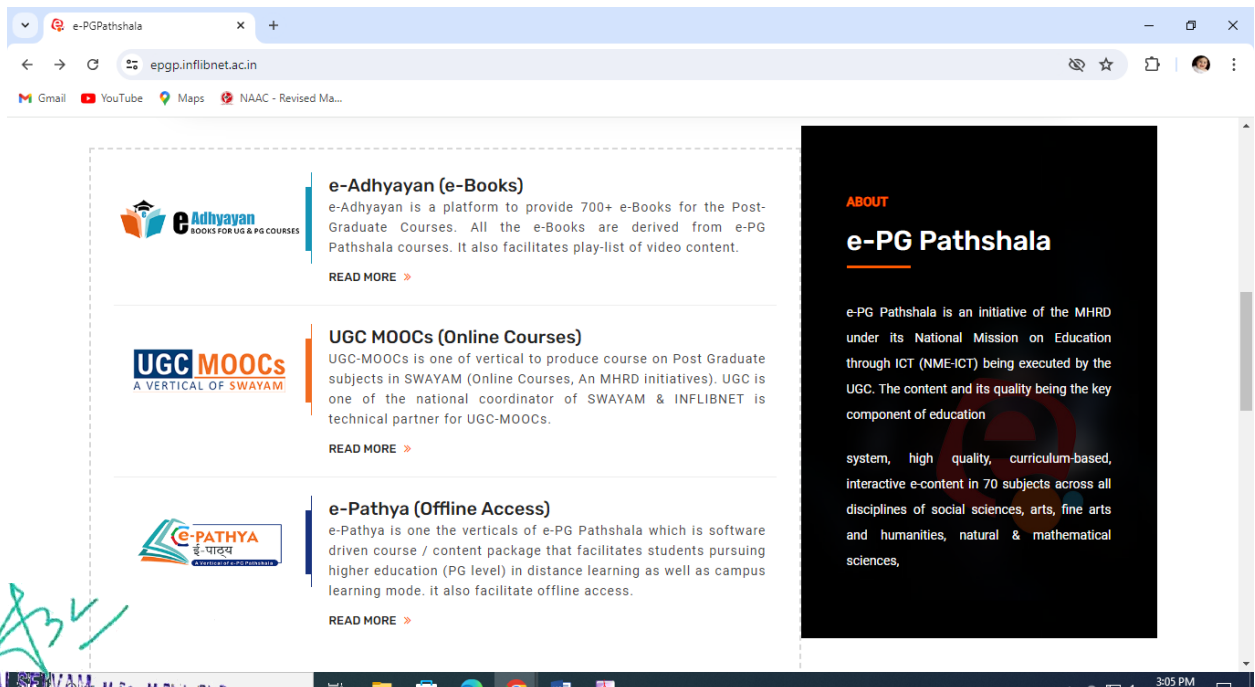 e-PGPathshala
epgp.inflibnet.ac.in
Gmail YouTube Maps NAAC - Revised Ma...
e Adhyayan
BOOKS FOR UG & PG COURSES
e-Adhyayan (e-Books)
e-Adhyayan is a platform to provide 700+ e-Books for the Post-
Graduate Courses. All the e-Books are derived from e-PG
Pathshala courses. It also facilitates play-list of video content.
READ MORE »
UGC MOOCs
A VERTICAL OF SWAYAM
UGC MOOCs (Online Courses)
UGC-MOOCs is one of vertical to produce course on Post Graduate
subjects in SWAYAM (Online Courses, An MHRD initiatives). UGC is
one of the national coordinator of SWAYAM & INFLIBNET is
technical partner for UGC-MOOCs.
READ MORE »
e-PATHYA
ई-पाठ्य
A Vertical of e-PG Pathshala
e-Pathya (Offline Access)
e-Pathya is one the verticals of e-PG Pathshala which is software
driven course / content package that facilitates students pursuing
higher education (PG level) in distance learning as well as campus
learning mode. it also facilitate offline access.
READ MORE »
ABOUT
e-PG Pathshala
e-PG Pathshala is an initiative of the MHRD
under its National Mission on Education
through ICT (NME-ICT) being executed by the
UGC. The content and its quality being the key
component of education
system, high quality, curriculum-based,
interactive e-content in 70 subjects across all
disciplines of social sciences, arts, fine arts
and humanities, natural & mathematical
sciences,
3:05 PM